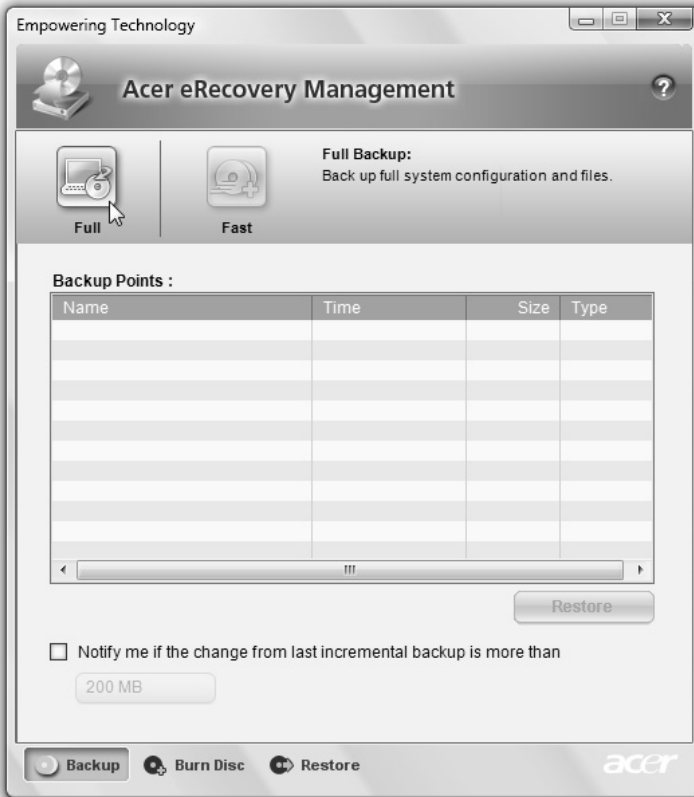 Empowering Technology
Acer eRecovery Management
?
Full Backup:
Back up full system configuration and files.
Full
Fast
Backup Points :
Name Time Size Type
Restore
Notify me if the change from last incremental backup is more than
200 MB
Backup Burn Disc Restore acer